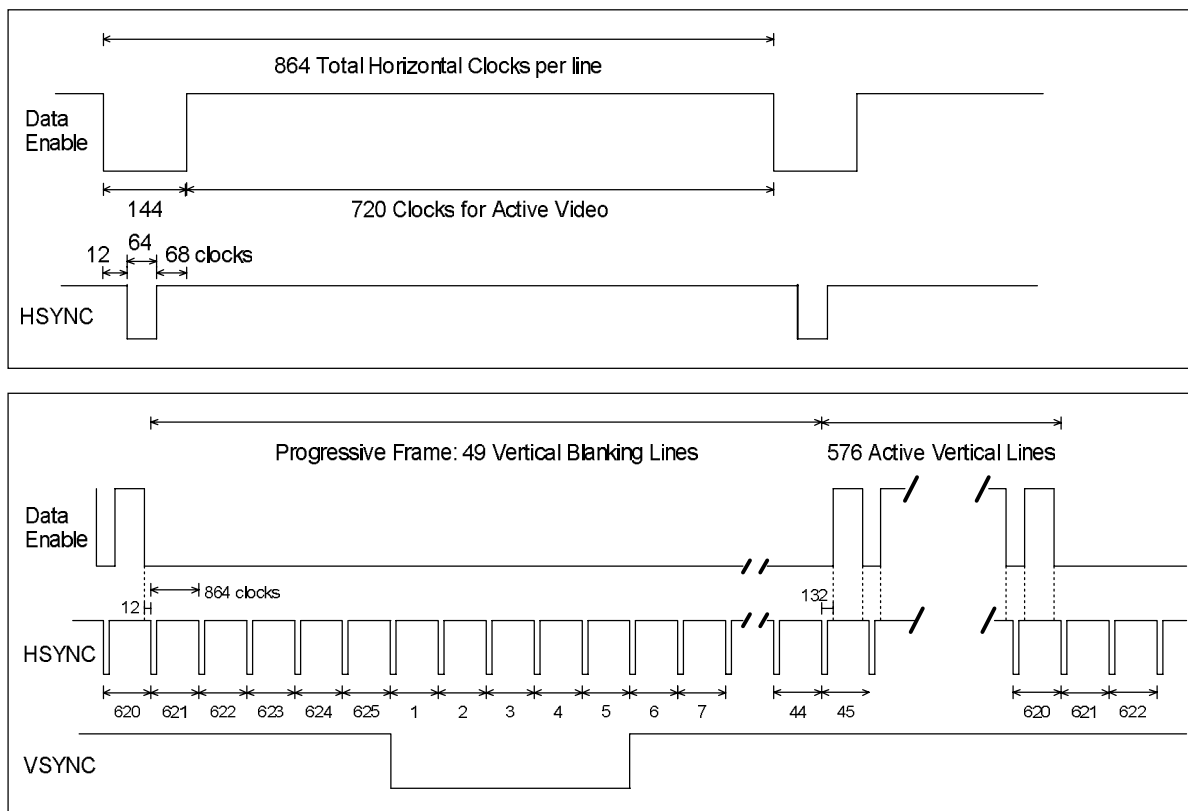 864 Total Horizontal Clocks per line
Data
Enable
144
720 Clocks for Active Video
64
12
68 clocks
HSYNC
Progressive Frame: 49 Vertical Blanking Lines
576 Active Vertical Lines
Data
Enable
864 clocks
12
132
HSYNC
620 621 622 623 624 625 1 2 3 4 5 6 7 44 45 620 621 622
VSYNC